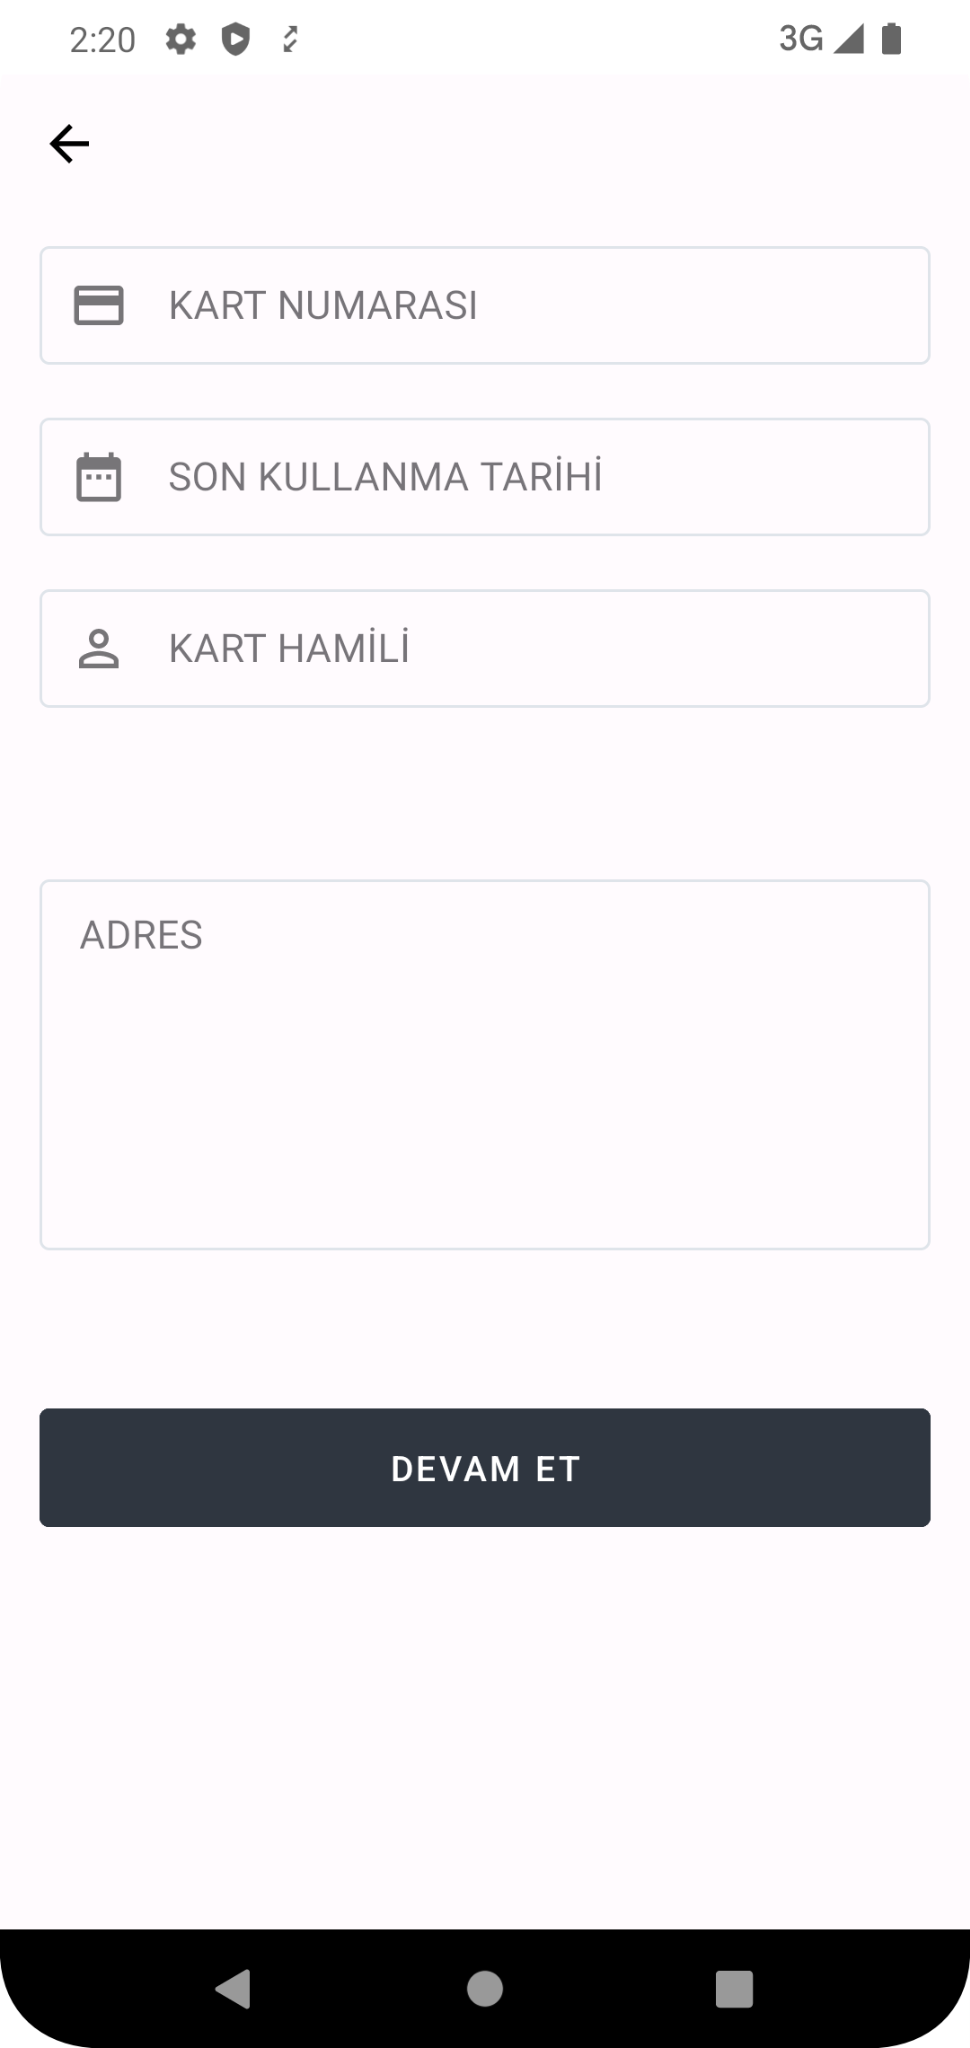 2:20 3G
KART NUMARASI
SON KULLANMA TARİHİ
KART HAMİLİ
ADRES
DEVAM ET